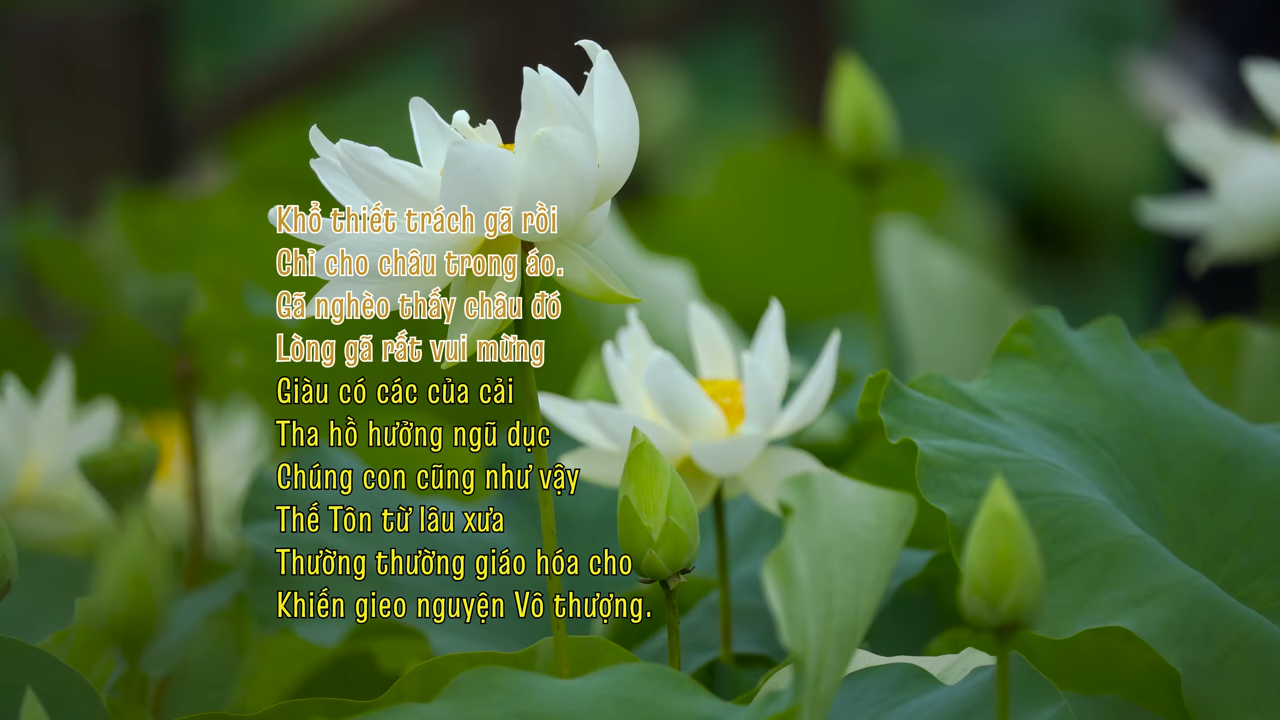 Khổ thiết trách gã rồi
Chỉ cho châu trong áo.
Gã nghèo thấy châu đó
Lòng gã rất vui mừng
Giàu có các của cải
Tha hồ hưởng ngũ dục
Chúng con cũng như vậy
Thế Tôn từ lâu xưa
Thường thường giáo hóa cho
Khiến gieo nguyện Vô thượng.